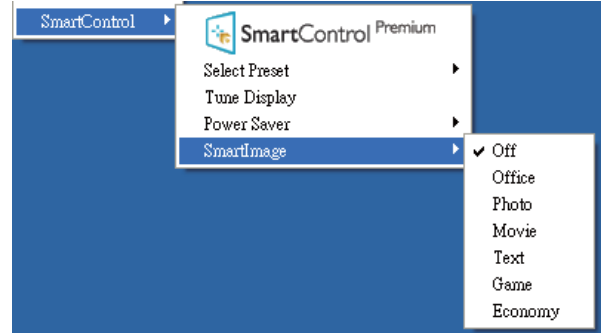 SmartControl
SmartControl Premium
Select Preset
Tune Display
Power Saver
SmartImage
Off
Office
Photo
Movie
Text
Game
Economy